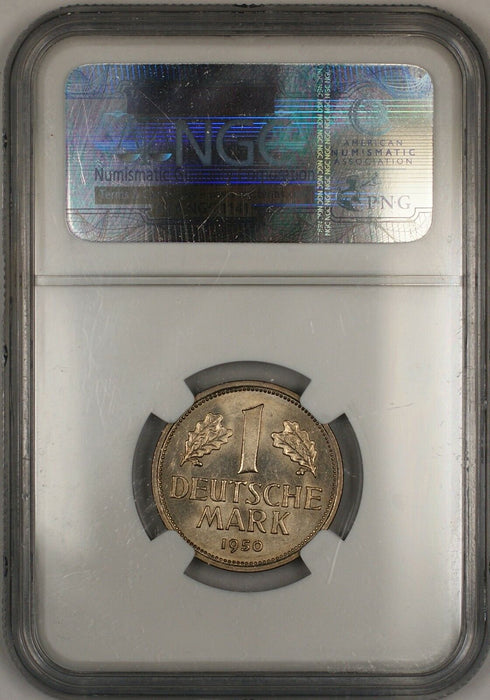 NGC
Numismatic Guaranty Corporation
AMERICAN
NUMISMATIC
ASSOCIATION
PNG
1
DEUTSCHE
MARK
1950